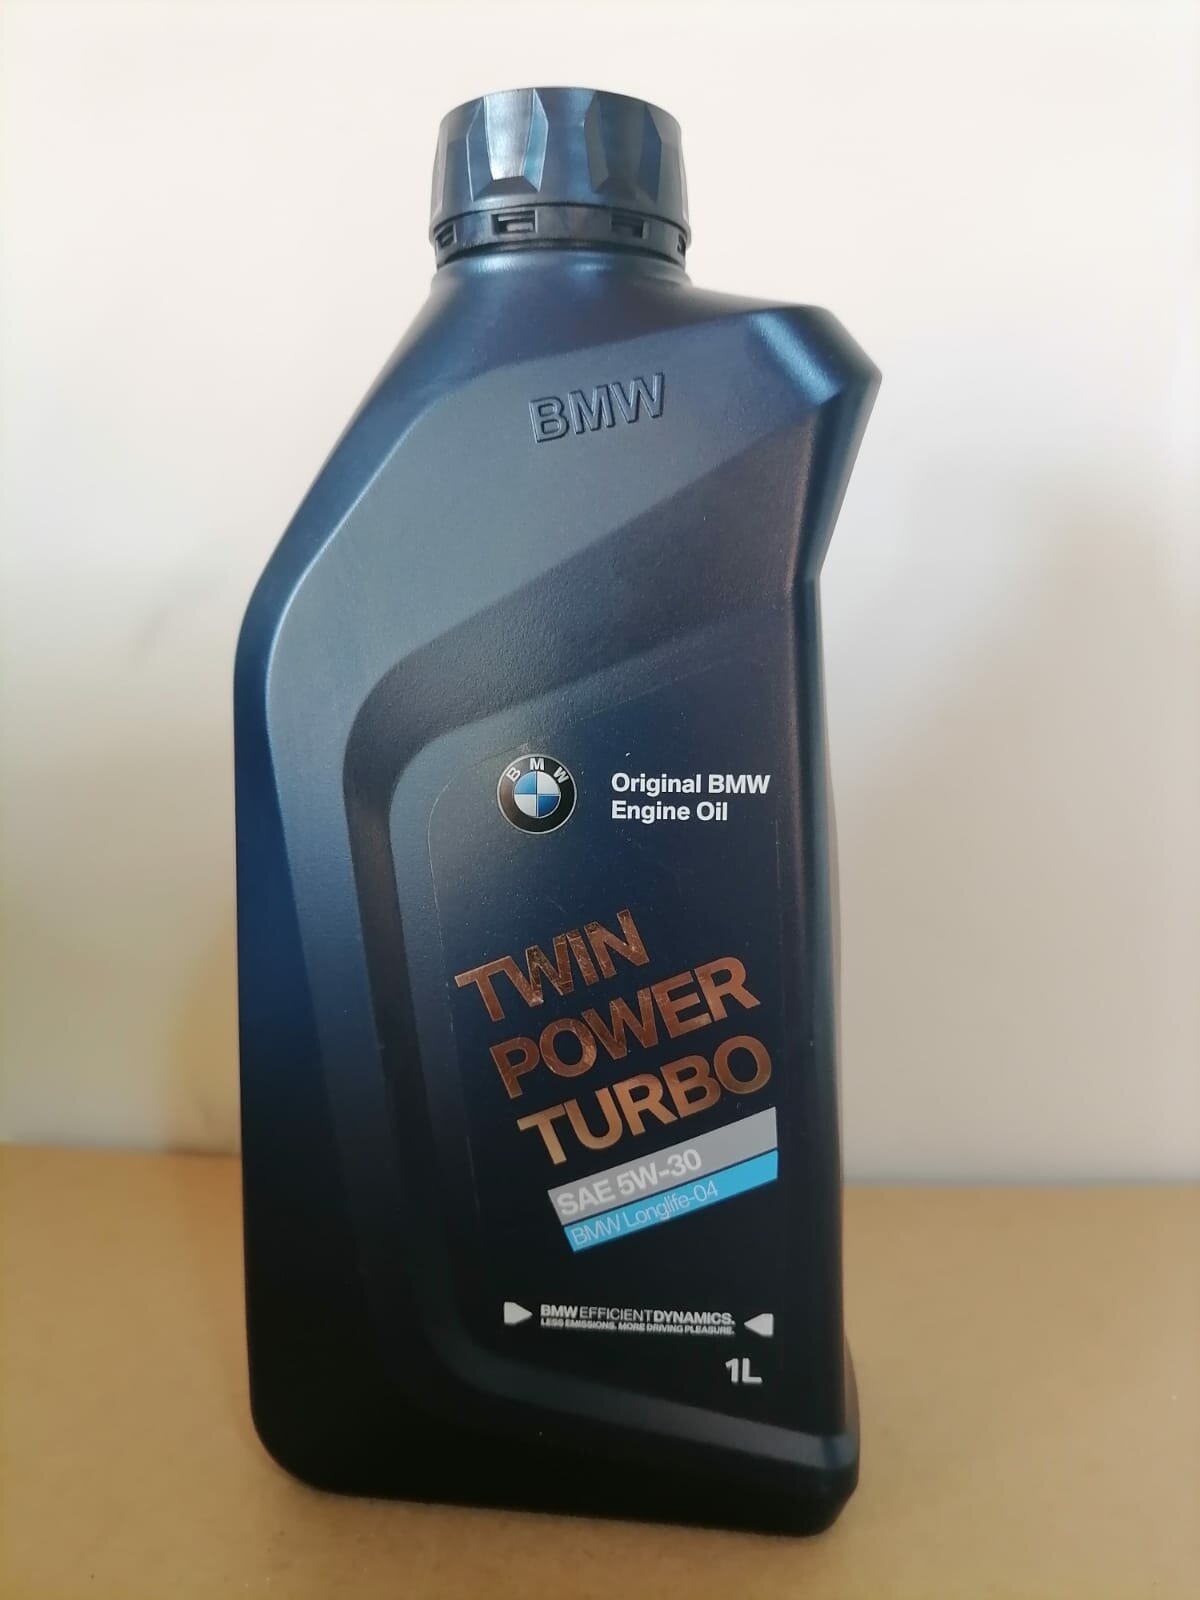 BMW
BMW
Original BMW
Engine Oil
TWIN
POWER
TURBO
SAE 5W-30
BMW Longlife-04
BMW EFFICIENTDYNAMICS.
LESS EMISSIONS. MORE DRIVING PLEASURE.
1L